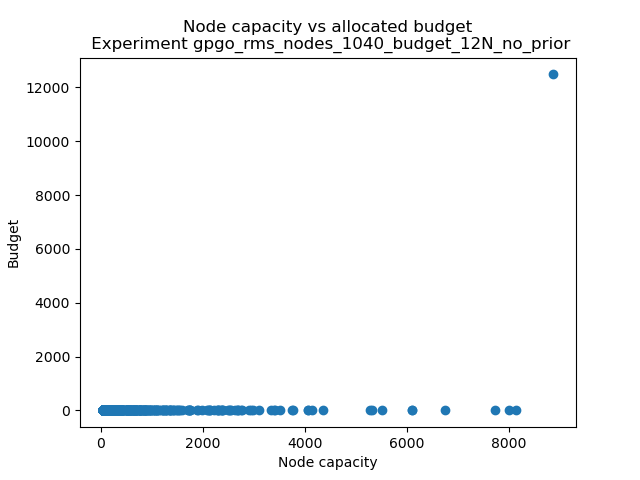 Node capacity vs allocated budget
Experiment gpgo_rms_nodes_1040_budget_12N_no_prior
12000
10000
8000
6000
4000
2000
0
Budget
0 2000 4000 6000 8000
Node capacity